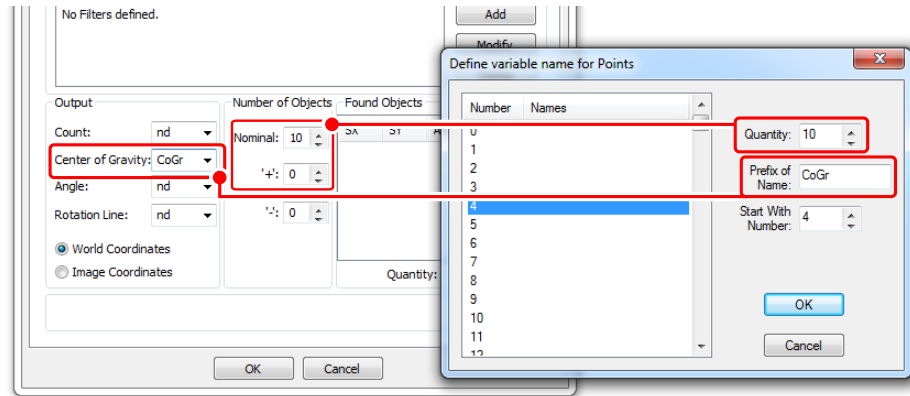 No Filters defined.
Add
Modify
Define variable name for Points
Output
Number of Objects
Found Objects
Count: nd
Nominal: 10
SX SY A
Center of Gravity: CoGr
'+': 0
Angle: nd
Rotation Line: nd
'-': 0
World Coordinates
Image Coordinates
Quantity:
OK Cancel
Number Names
0
1
2
3
4
5
6
7
8
9
10
11
12
Quantity: 10
Prefix of
Name: CoGr
Start With
Number: 4
OK
Cancel